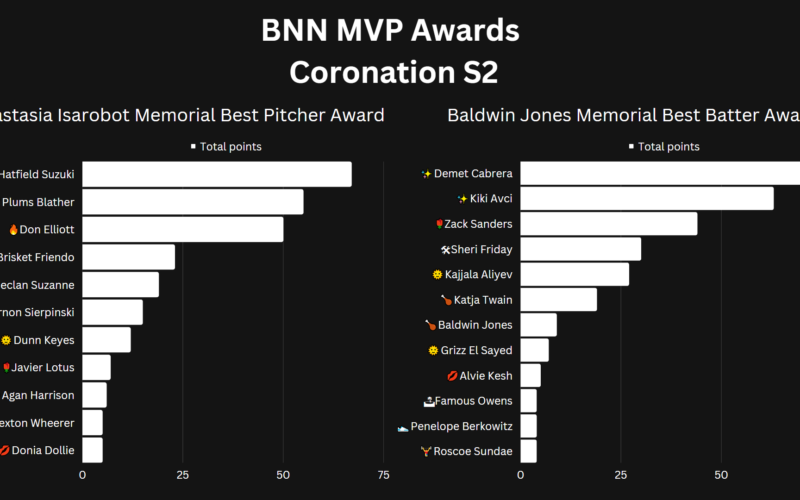 BNN MVP Awards
Coronation S2
Isarobot Memorial Best Pitcher Award
Total points
Hatfield Suzuki
Plums Blather
🔥Don Elliott
Brisket Friendo
Suzanne
Sierpinski
🌞 Dunn Keyes
🌹Javier Lotus
Agan Harrison
Wheerer
💋 Donia Dollie
0
25
50
75
Baldwin Jones Memorial Best Batter
Total points
✨ Demet Cabrera
✨ Kiki Avci
🌹Zack Sanders
🛠Sheri Friday
🌞 Kajjala Aliyev
🍗 Katja Twain
🍗 Baldwin Jones
🌞 Grizz El Sayed
💋 Alvie Kesh
🕹Famous Owens
👟 Penelope Berkowitz
🏋 Roscoe Sundae
0
25
50